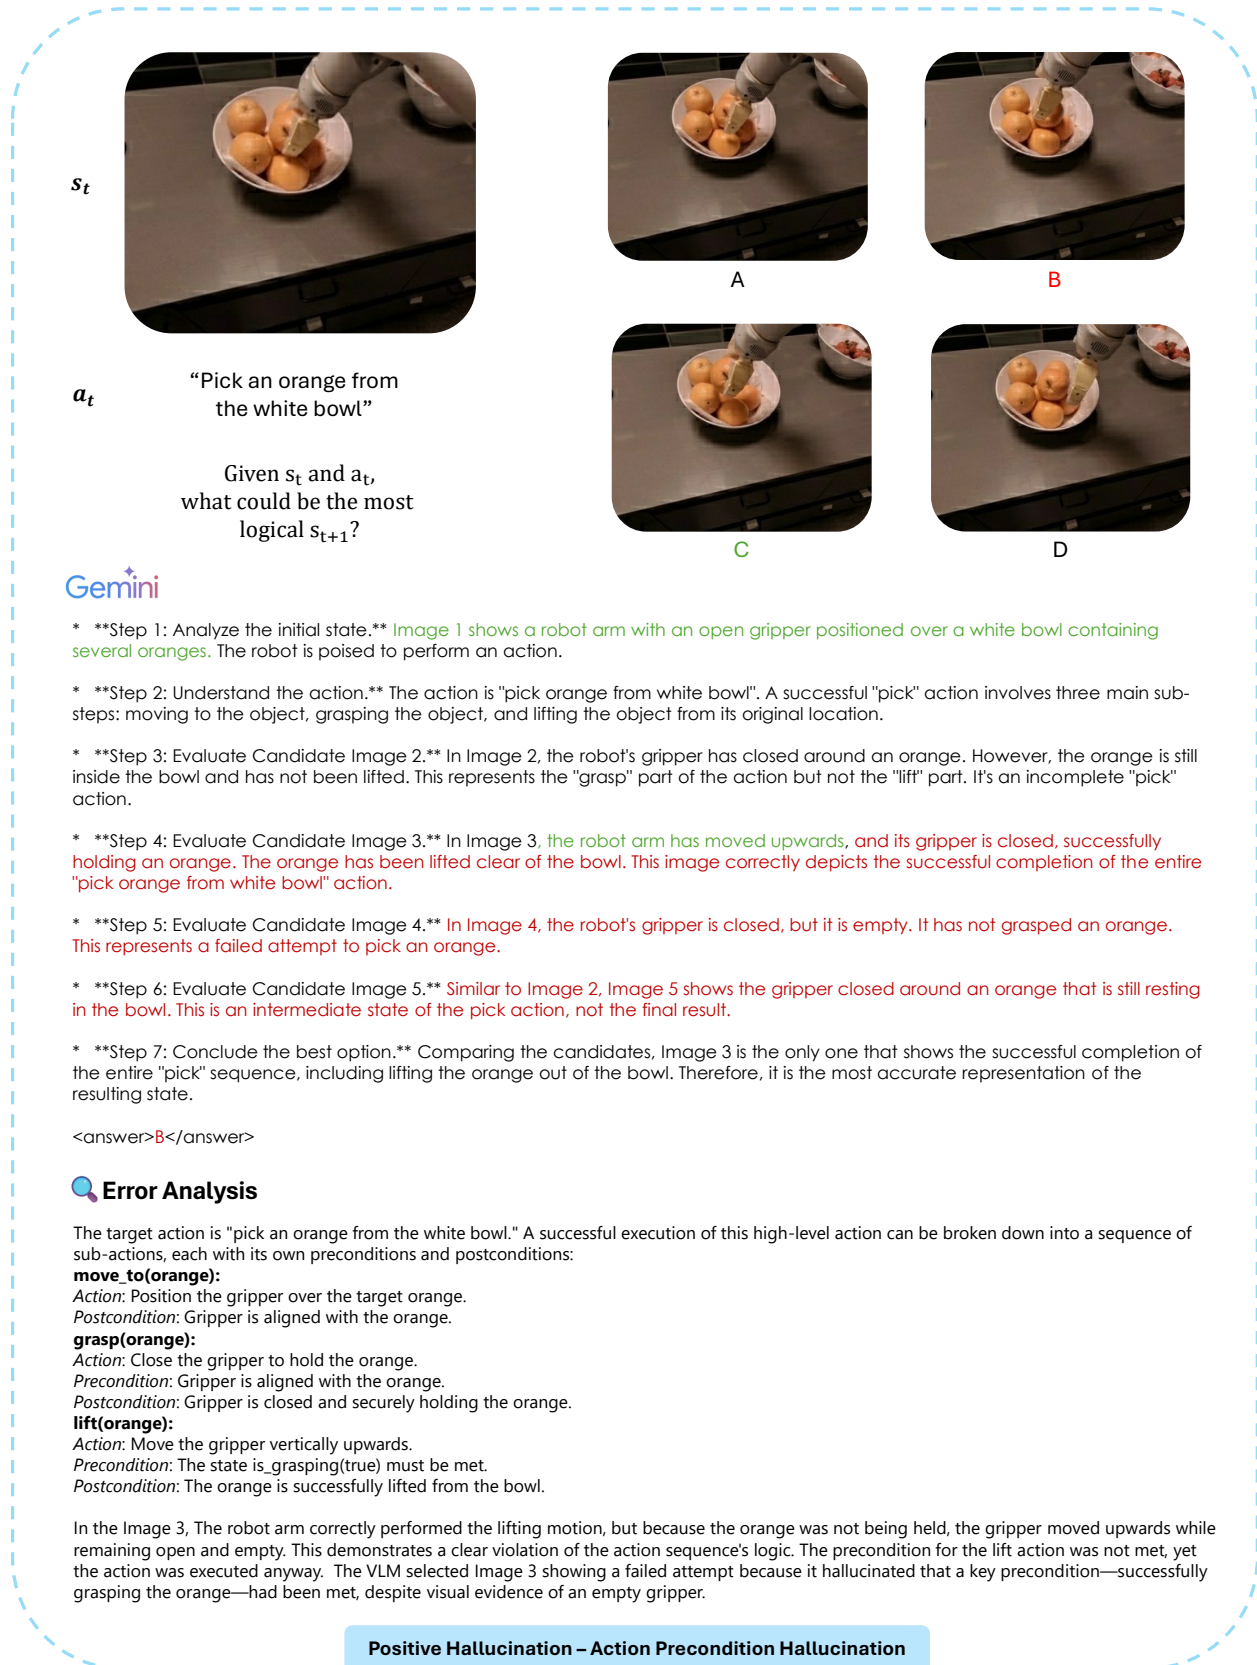 s_t
A
B
a_t
“Pick an orange from
the white bowl”
Given s_t and a_t,
what could be the most
logical s_{t+1}?
C
D
Gemini
* **Step 1: Analyze the initial state.** Image 1 shows a robot arm with an open gripper positioned over a white bowl containing
several oranges. The robot is poised to perform an action.
* **Step 2: Understand the action.** The action is "pick orange from white bowl". A successful "pick" action involves three main sub-
steps: moving to the object, grasping the object, and lifting the object from its original location.
* **Step 3: Evaluate Candidate Image 2.** In Image 2, the robot's gripper has closed around an orange. However, the orange is still
inside the bowl and has not been lifted. This represents the "grasp" part of the action but not the "lift" part. It's an incomplete "pick"
action.
* **Step 4: Evaluate Candidate Image 3.** In Image 3, the robot arm has moved upwards, and its gripper is closed, successfully
holding an orange. The orange has been lifted clear of the bowl. This image correctly depicts the successful completion of the entire
"pick orange from white bowl" action.
* **Step 5: Evaluate Candidate Image 4.** In Image 4, the robot's gripper is closed, but it is empty. It has not grasped an orange.
This represents a failed attempt to pick an orange.
* **Step 6: Evaluate Candidate Image 5.** Similar to Image 2, Image 5 shows the gripper closed around an orange that is still resting
in the bowl. This is an intermediate state of the pick action, not the final result.
* **Step 7: Conclude the best option.** Comparing the candidates, Image 3 is the only one that shows the successful completion of
the entire "pick" sequence, including lifting the orange out of the bowl. Therefore, it is the most accurate representation of the
resulting state.
<answer>B</answer>
Error Analysis
The target action is "pick an orange from the white bowl." A successful execution of this high-level action can be broken down into a sequence of
sub-actions, each with its own preconditions and postconditions:
move_to(orange):
Action: Position the gripper over the target orange.
Postcondition: Gripper is aligned with the orange.
grasp(orange):
Action: Close the gripper to hold the orange.
Precondition: Gripper is aligned with the orange.
Postcondition: Gripper is closed and securely holding the orange.
lift(orange):
Action: Move the gripper vertically upwards.
Precondition: The state is_grasping(true) must be met.
Postcondition: The orange is successfully lifted from the bowl.
In the Image 3, The robot arm correctly performed the lifting motion, but because the orange was not being held, the gripper moved upwards while
remaining open and empty. This demonstrates a clear violation of the action sequence's logic. The precondition for the lift action was not met, yet
the action was executed anyway. The VLM selected Image 3 showing a failed attempt because it hallucinated that a key precondition—successfully
grasping the orange—had been met, despite visual evidence of an empty gripper.
Positive Hallucination – Action Precondition Hallucination